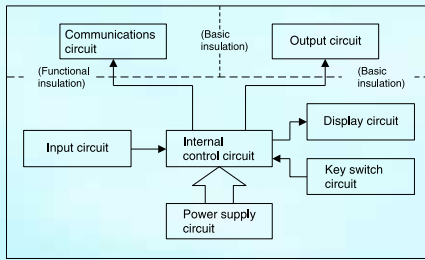 Communications
circuit
(Basic
insulation)
Output circuit
(Functional
insulation)
(Basic
insulation)
Display circuit
Input circuit
Internal
control circuit
Key switch
circuit
Power supply
circuit